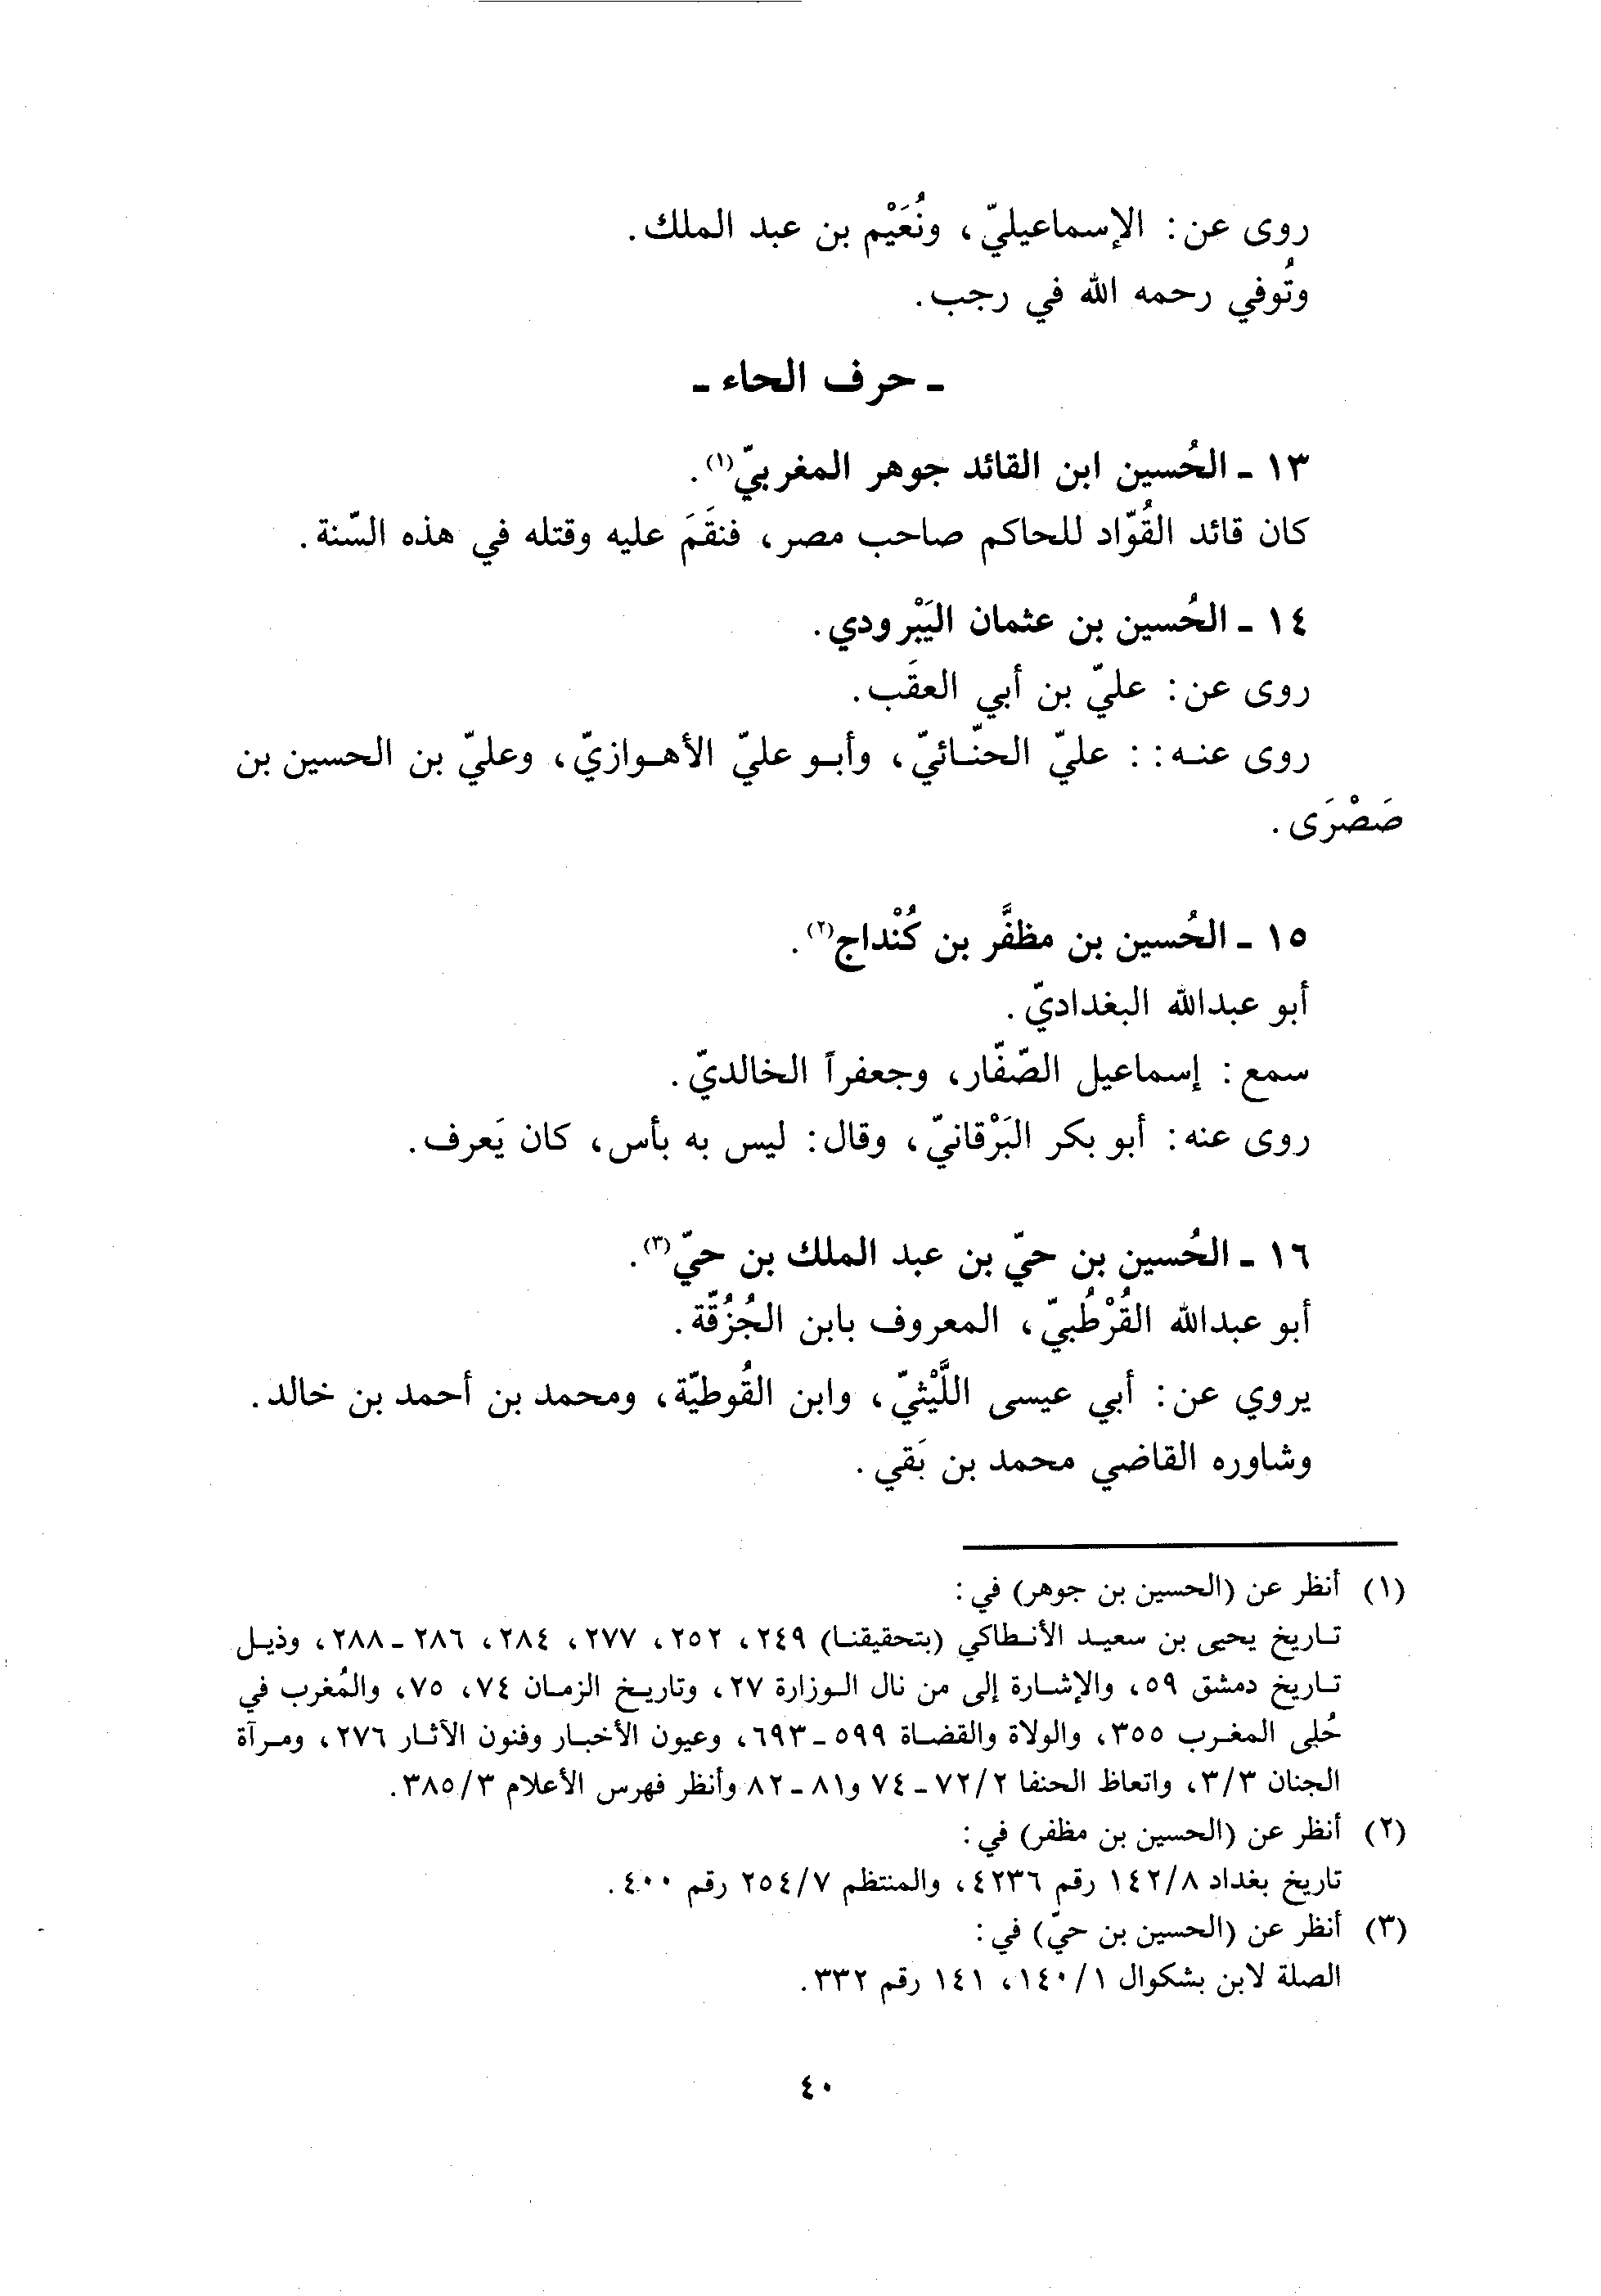 روى عن: الإسماعيليّ، ونُعَيْم بن عبد الملك.
وتُوفي رحمه الله في رجب.
ـ حرف الحاء ـ
١٣ ـ الحُسين ابن القائد جوهر المغربيّ(١).
كان قائد القُوّاد للحاكم صاحب مصر، فنقَمَ عليه وقتله في هذه السّنة.
١٤ ـ الحُسين بن عثمان اليَبْرودي.
روى عن: عليّ بن أبي العقَب.
روى عنه: : عليّ الحنّائيّ، وأبو عليّ الأهوازيّ، وعليّ بن الحسين بن
صَصْرَى.
١٥ ـ الحُسين بن مظفَّر بن كُنْداج(٢).
أبو عبدالله البغداديّ.
سمع: إسماعيل الصّفّار، وجعفراً الخالديّ.
روى عنه: أبو بكر البَرْقانيّ، وقال: ليس به بأس، كان يَعرف.
١٦ ـ الحُسين بن حيّ بن عبد الملك بن حيّ(٣).
أبو عبدالله القُرْطُبيّ، المعروف بابن الجُزُقّة.
يروي عن: أبي عيسى اللَّيْثيّ، وابن القُوطيّة، ومحمد بن أحمد بن خالد.
وشاوره القاضي محمد بن بَقي.
(١) أنظر عن (الحسين بن جوهر) في:
تاريخ يحيى بن سعيد الأنطاكي (بتحقيقنا) ٢٤٩، ٢٥٢، ٢٧٧، ٢٨٤، ٢٨٦ ـ ٢٨٨، وذيل
تاريخ دمشق ٥٩، والإشارة إلى من نال الوزارة ٢٧، وتاريخ الزمان ٧٤، ٧٥، والمُغرب في
حُلى المغرب ٣٥٥، والولاة والقضاة ٥٩٩ ـ ٦٩٣، وعيون الأخبار وفنون الآثار ٢٧٦، ومرآة
الجنان ٣/٣، واتعاظ الحنفا ٧٢/٢ ـ ٧٤ و٨١ ـ ٨٢ وأنظر فهرس الأعلام ٣٨٥/٣.
(٢) أنظر عن (الحسين بن مظفر) في:
تاريخ بغداد ١٤٢/٨ رقم ٤٢٣٦، والمنتظم ٢٥٤/٧ رقم ٤٠٠.
(٣) أنظر عن (الحسين بن حيّ) في:
الصلة لابن بشكوال ١٤٠/١، ١٤١ رقم ٣٣٢.
٤٠